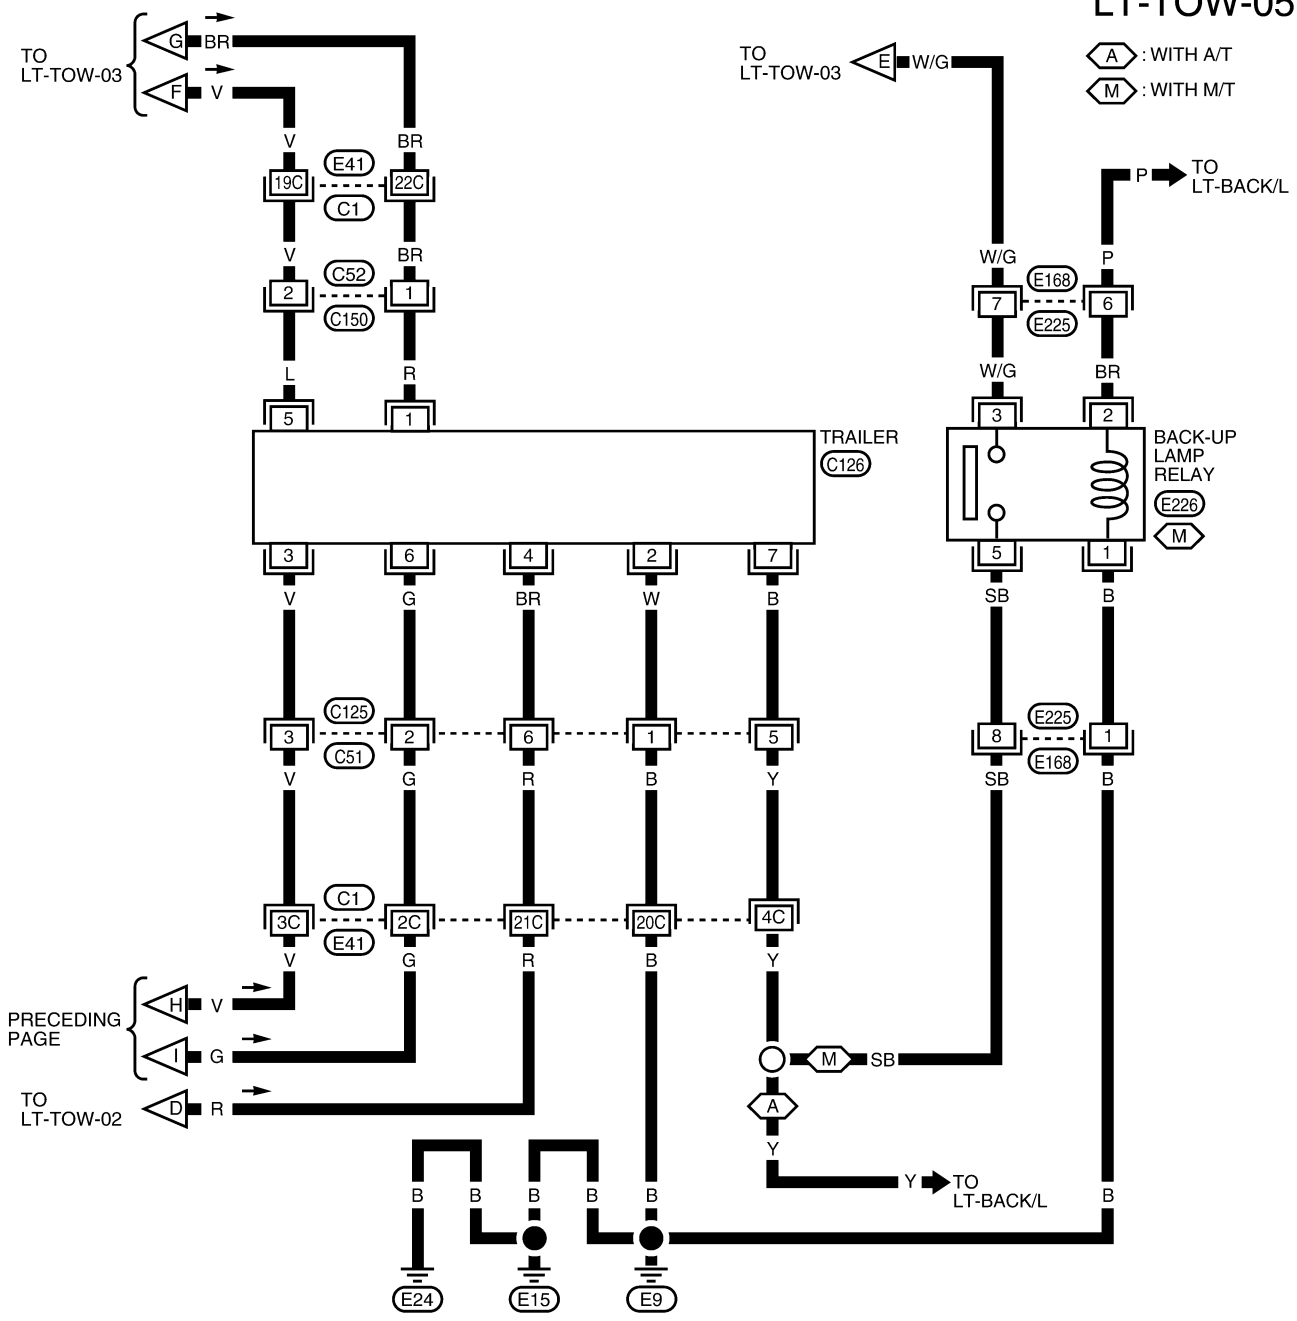 LT-TOW-05
A : WITH A/T
M : WITH M/T
TO
LT-TOW-03
G BR
F V
TO
LT-TOW-03
E W/G
P TO
LT-BACK/L
V BR
19C E41 22C
C1
V BR
C52
2 1
C150
L R
5 1
W/G P
E168
7 6
E225
W/G BR
3 2
TRAILER
C126
BACK-UP
LAMP
RELAY
E226
M
3 6 4 2 7
V G BR W B
5 1
SB B
C125
3 2 6 1 5
C51
V G R B Y
E225
8 1
E168
SB B
C1
3C 2C 21C 20C 4C
E41
V G R B Y
PRECEDING
PAGE
H V
I G
M SB
TO
LT-TOW-02
D R
A
Y
Y TO
LT-BACK/L
B B B B B B
E24 E15 E9